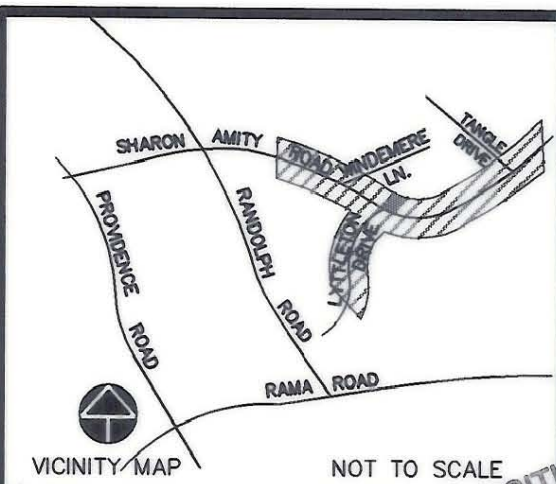 SHARON AMITY ROAD
WINDEMERE LN.
TANGLE DRIVE
PROVIDENCE ROAD
RANDOLPH ROAD
DRIVE
RAMA ROAD
VICINITY MAP
NOT TO SCALE